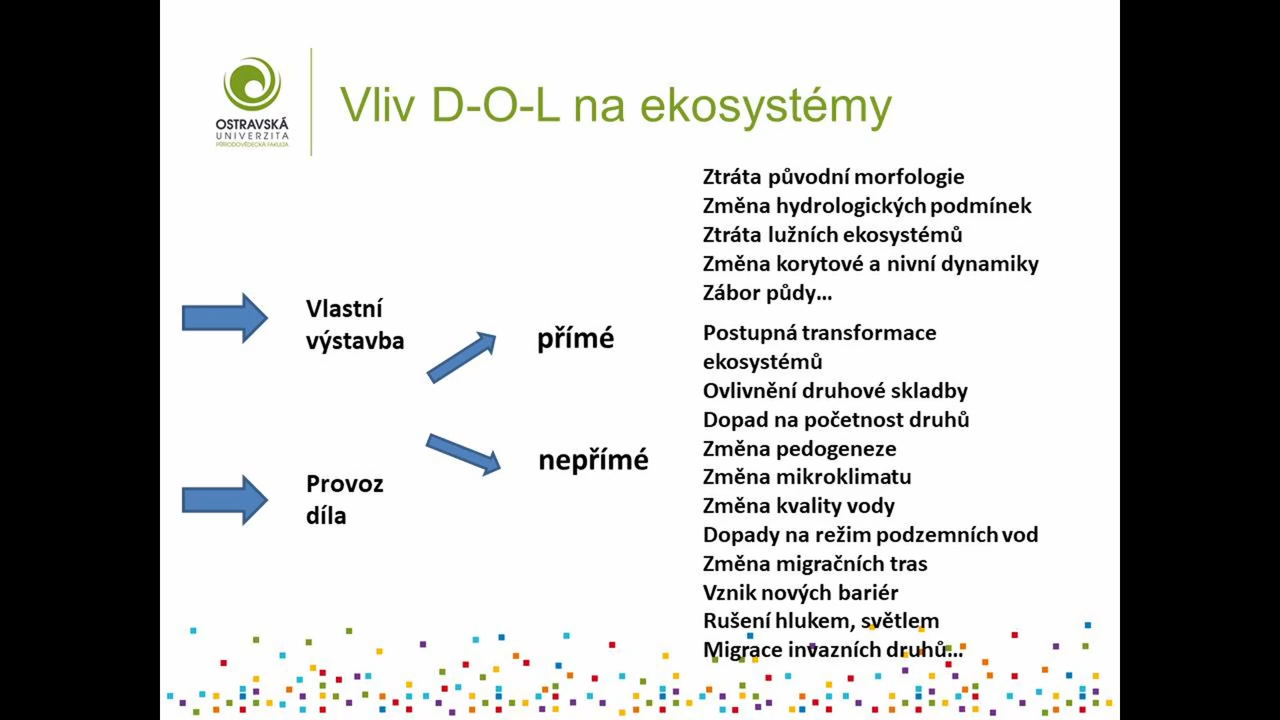 OSTRAVSKÁ
UNIVERZITA
PŘÍRODOVĚDECKÁ FAKULTA
Vliv D-O-L na ekosystémy
Vlastní
výstavba
Provoz
díla
přímé
nepřímé
Ztráta původní morfologie
Změna hydrologických podmínek
Ztráta lužních ekosystémů
Změna korytové a nivní dynamiky
Zábor půdy…
Postupná transformace
ekosystémů
Ovlivnění druhové skladby
Dopad na početnost druhů
Změna pedogeneze
Změna mikroklimatu
Změna kvality vody
Dopady na režim podzemních vod
Změna migračních tras
Vznik nových bariér
Rušení hlukem, světlem
Migrace invazních druhů…